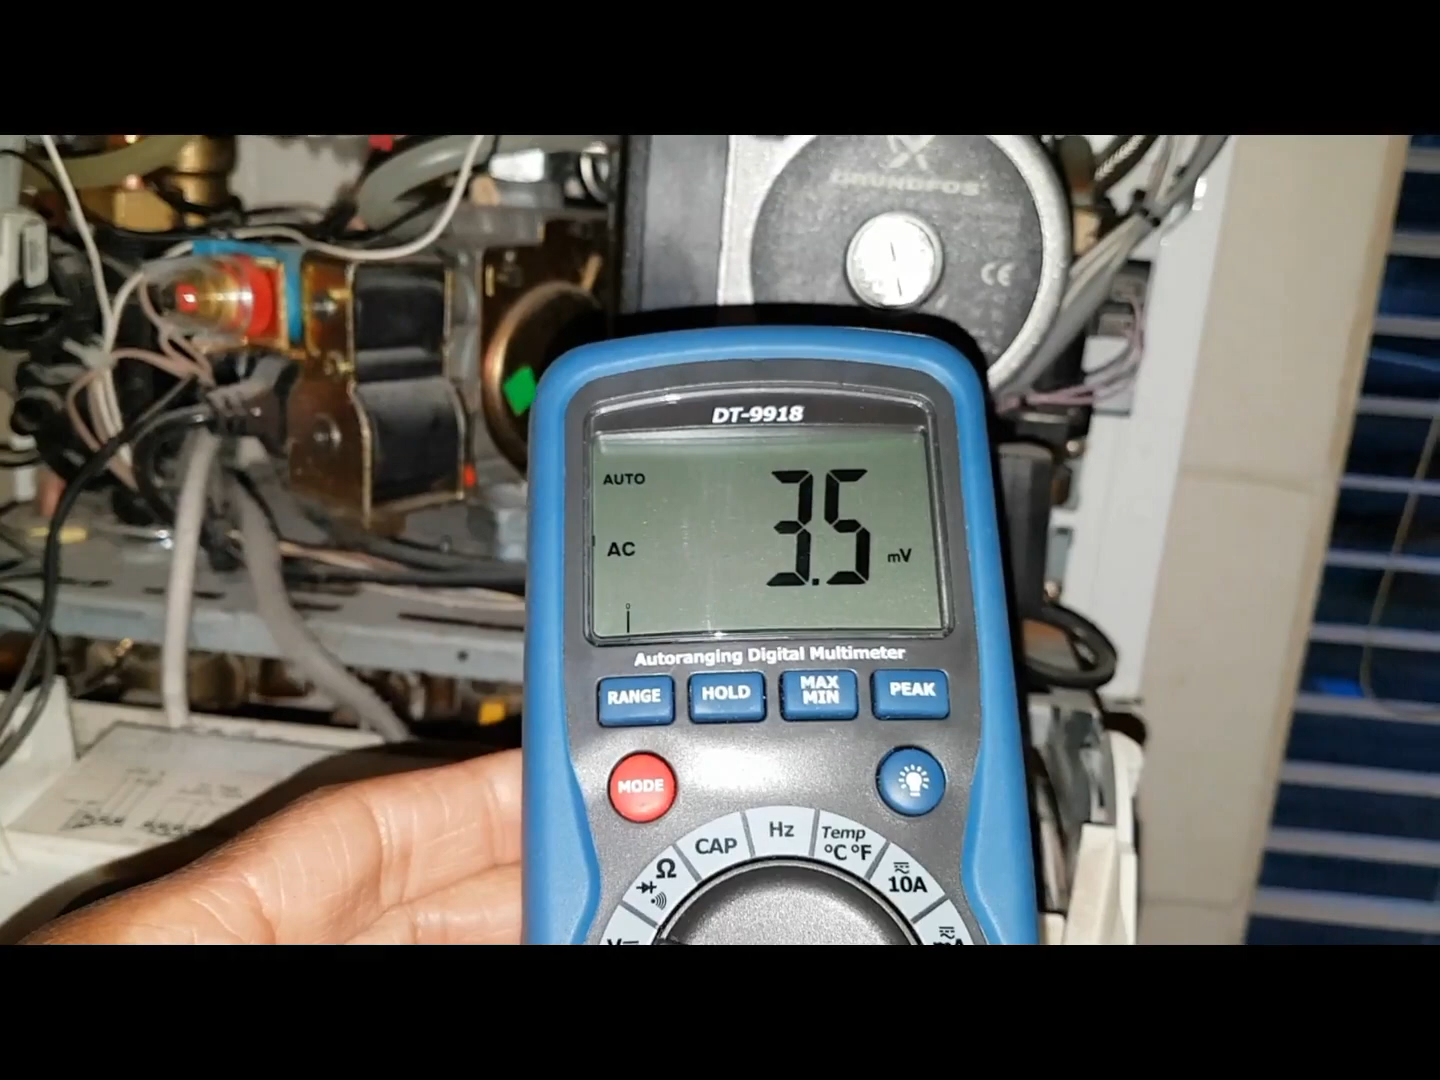 GRUNDFOS
CE
DT-9918
AUTO
3.5
AC
mV
Autoranging Digital Multimeter
RANGE
HOLD
MAX
MIN
PEAK
MODE
Ω
CAP
Hz
Temp
°C °F
10A